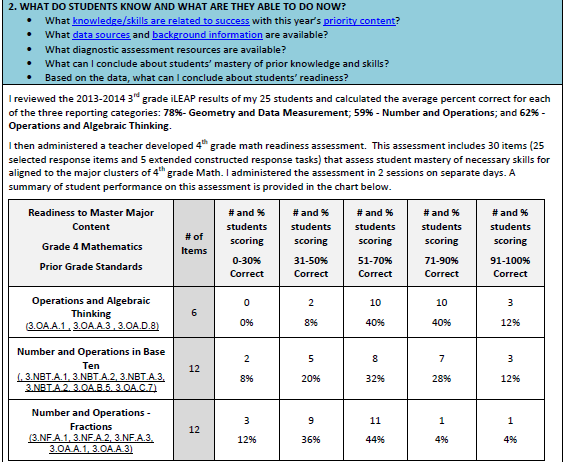 2. WHAT DO STUDENTS KNOW AND WHAT ARE THEY ABLE TO DO NOW?
• What knowledge/skills are related to success with this year's priority content?
• What data sources and background information are available?
• What diagnostic assessment resources are available?
• What can I conclude about students' mastery of prior knowledge and skills?
• Based on the data, what can I conclude about students' readiness?
I reviewed the 2013-2014 3rd grade iLEAP results of my 25 students and calculated the average percent correct for each
of the three reporting categories: 78%- Geometry and Data Measurement; 59% - Number and Operations; and 62% -
Operations and Algebraic Thinking.
I then administered a teacher developed 4th grade math readiness assessment. This assessment includes 30 items (25
selected response items and 5 extended constructed response tasks) that assess student mastery of necessary skills for
aligned to the major clusters of 4th grade Math. I administered the assessment in 2 sessions on separate days. A
summary of student performance on this assessment is provided in the chart below.
Readiness to Master Major
Content
Grade 4 Mathematics
Prior Grade Standards
# of
Items
# and %
students
scoring
0-30%
Correct
# and %
students
scoring
31-50%
Correct
# and %
students
scoring
51-70%
Correct
# and %
students
scoring
71-90%
Correct
# and %
students
scoring
91-100%
Correct
Operations and Algebraic
Thinking
(3.OA.A.1 , 3.OA.A.3 , 3.OA.D.8)
6
0
0%
2
8%
10
40%
10
40%
3
12%
Number and Operations in Base
Ten
(, 3.NBT.A.1, 3.NBT.A.2, 3.NBT.A.3,
3.NBT.A.2, 3.OA.B.5, 3.OA.C.7)
12
2
8%
5
20%
8
32%
7
28%
3
12%
Number and Operations -
Fractions
(3.NF.A.1, 3.NF.A.2, 3.NF.A.3,
3.OA.A.1, 3.OA.A.3)
12
3
12%
9
36%
11
44%
1
4%
1
4%